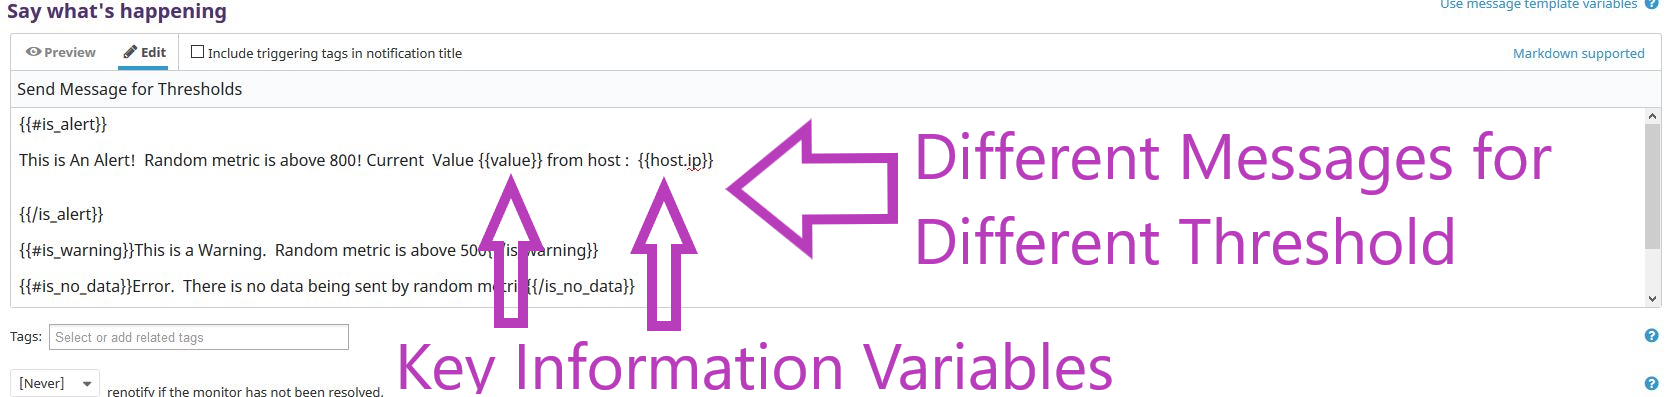 Say what's happening
Use message template variables ?
Preview Edit Include triggering tags in notification title Markdown supported
Send Message for Thresholds
{{#is_alert}}
This is An Alert!  Random metric is above 800! Current  Value {{value}} from host :  {{host.ip}}
{{/is_alert}}
{{#is_warning}}This is a Warning.  Random metric is above 500{{/is_warning}}
{{#is_no_data}}Error.  There is no data being sent by random metric{{/is_no_data}}
Different Messages for
Different Threshold
Tags: Select or add related tags ?
Key Information Variables
[Never] renotify if the monitor has not been resolved. ?